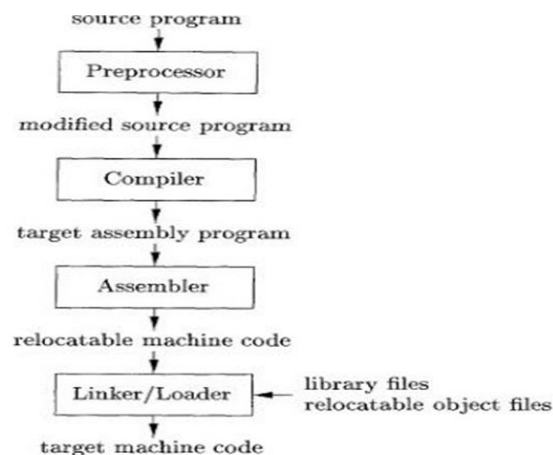 source program
Preprocessor
modified source program
Compiler
target assembly program
Assembler
relocatable machine code
Linker/Loader
library files
relocatable object files
target machine code